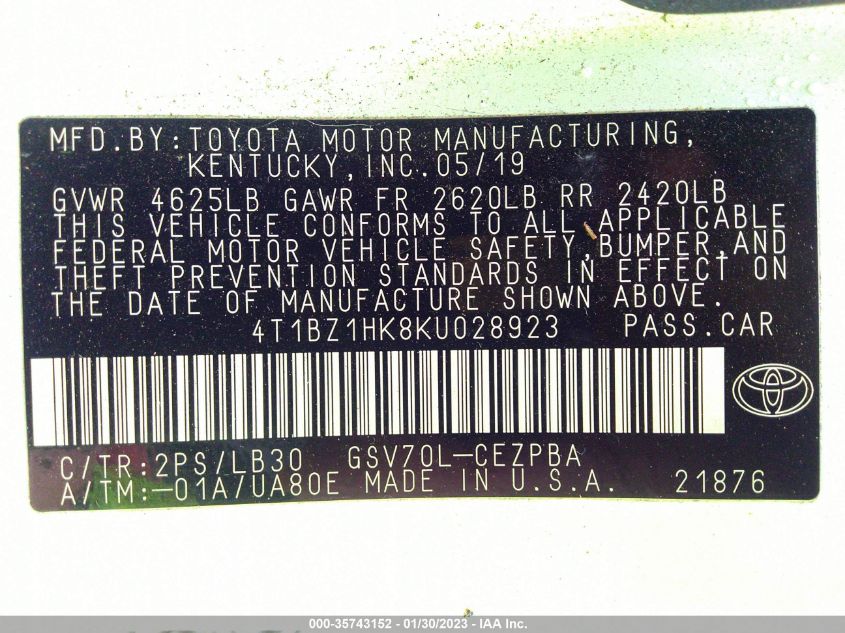 MFD.BY:TOYOTA MOTOR MANUFACTURING,
KENTUCKY,INC.05/19
GVWR 4625LB GAWR FR 2620LB RR 2420LB
THIS VEHICLE CONFORMS TO ALL APPLICABLE
FEDERAL MOTOR VEHICLE SAFETY,BUMPER,AND
THEFT PREVENTION STANDARDS IN EFFECT ON
THE DATE OF MANUFACTURE SHOWN ABOVE.
4T1BZ1HK8KU028923 PASS.CAR
C/TR:2PS/LB30 GSV70L-CEZPBA
A/TM:-01A/UA80E MADE IN U.S.A. 21876
000-35743152 - 01/30/2023 - IAA Inc.